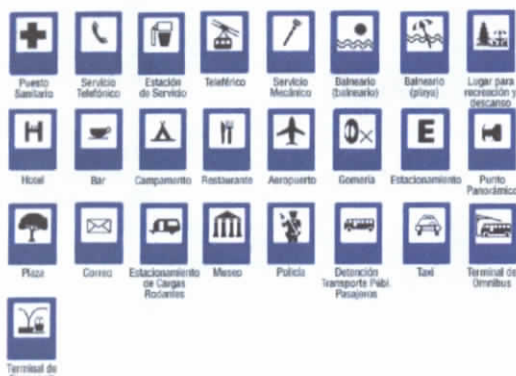 Puesto
Sanitario
Servicio
Telefónico
Estación
de Servicio
Teleférico
Servicio
Mecánico
Balneario
(balneario)
Balneario
(playa)
Lugar para
recreación y
descanso
H
Hotel
Bar
Campamento
Restaurante
Aeropuerto
Gomería
E
Estacionamiento
Punto
Panorámico
Plaza
Correo
Estacionamiento
de Cargas
Rodantes
Museo
Policía
Detención
Transporte Públ.
Pasajeros
Taxi
Terminal de
Omnibus
Terminal de